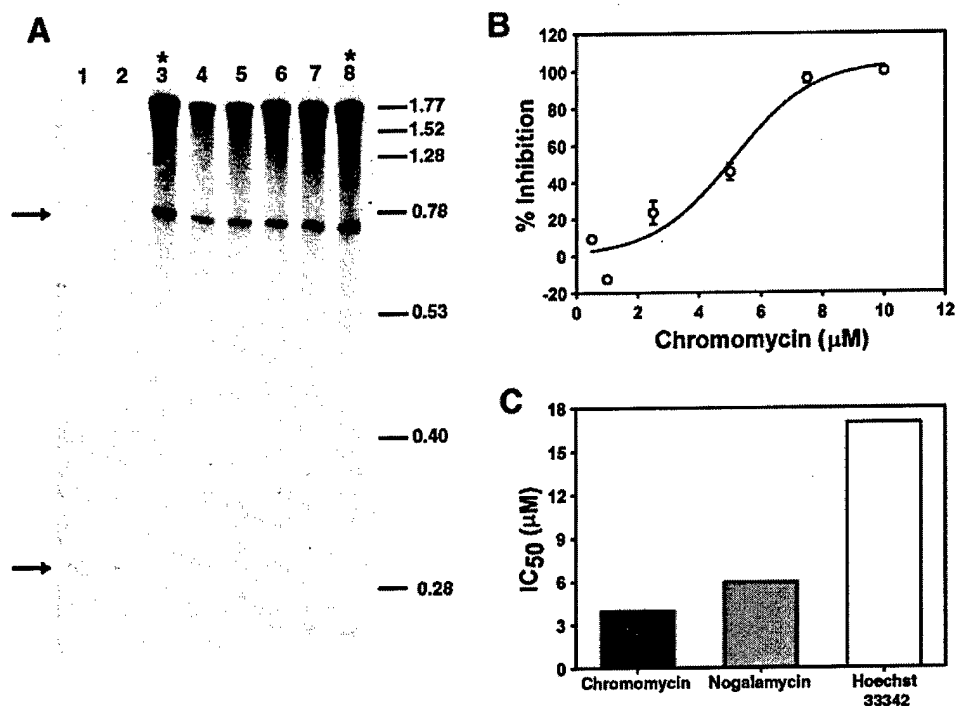 A
* *
1 2 3 4 5 6 7 8
1.77
1.52
1.28
0.78
0.53
0.40
0.28
B
120
100
80
60
40
20
0
-20
% Inhibition
0 2 4 6 8 10 12
Chromomycin (µM)
C
18
15
12
9
6
3
0
IC50 (µM)
Chromomycin Nogalamycin Hoechst
33342